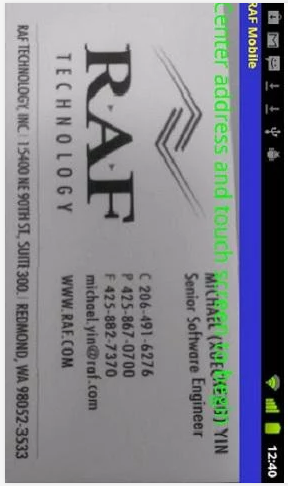 12:40
RAF Mobile
Center address and touch screen to begin
MICHAEL YIN
Senior Software Engineer
RAF
TECHNOLOGY
C 206-491-6276
P 425-867-0700
F 425-882-7370
michael.yin@raf.com
WWW.RAF.COM
RAF TECHNOLOGY, INC. | 15400 NE 90TH ST., SUITE 300. | REDMOND, WA 98052-3533